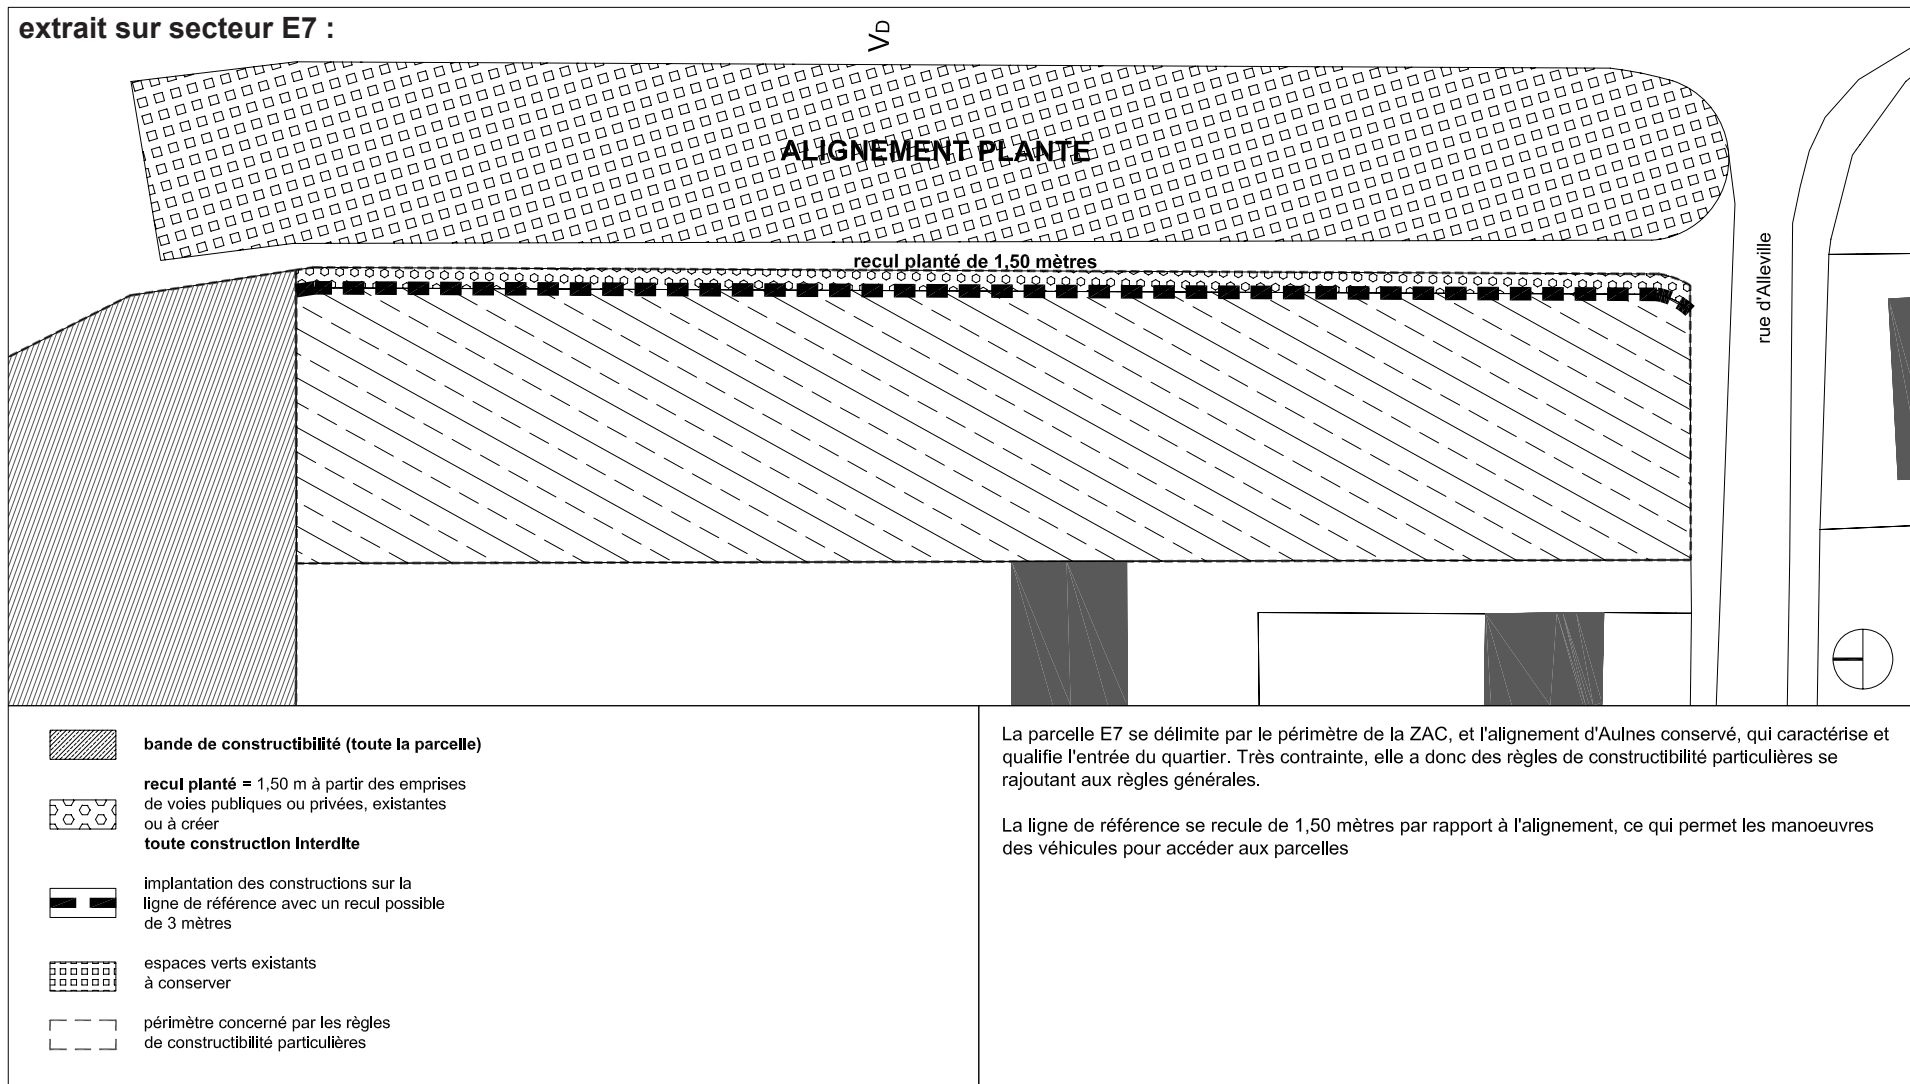 extrait sur secteur E7 :
VD
ALIGNEMENT PLANTE
recul planté de 1,50 mètres
rue d'Alleville
bande de constructibilité (toute la parcelle)
recul planté = 1,50 m à partir des emprises
de voies publiques ou privées, existantes
ou à créer
toute construction interdite
implantation des constructions sur la
ligne de référence avec un recul possible
de 3 mètres
espaces verts existants
à conserver
périmètre concerné par les règles
de constructibilité particulières
La parcelle E7 se délimite par le périmètre de la ZAC, et l'alignement d'Aulnes conservé, qui caractérise et
qualifie l'entrée du quartier. Très contrainte, elle a donc des règles de constructibilité particulières se
rajoutant aux règles générales.
La ligne de référence se recule de 1,50 mètres par rapport à l'alignement, ce qui permet les manoeuvres
des véhicules pour accéder aux parcelles